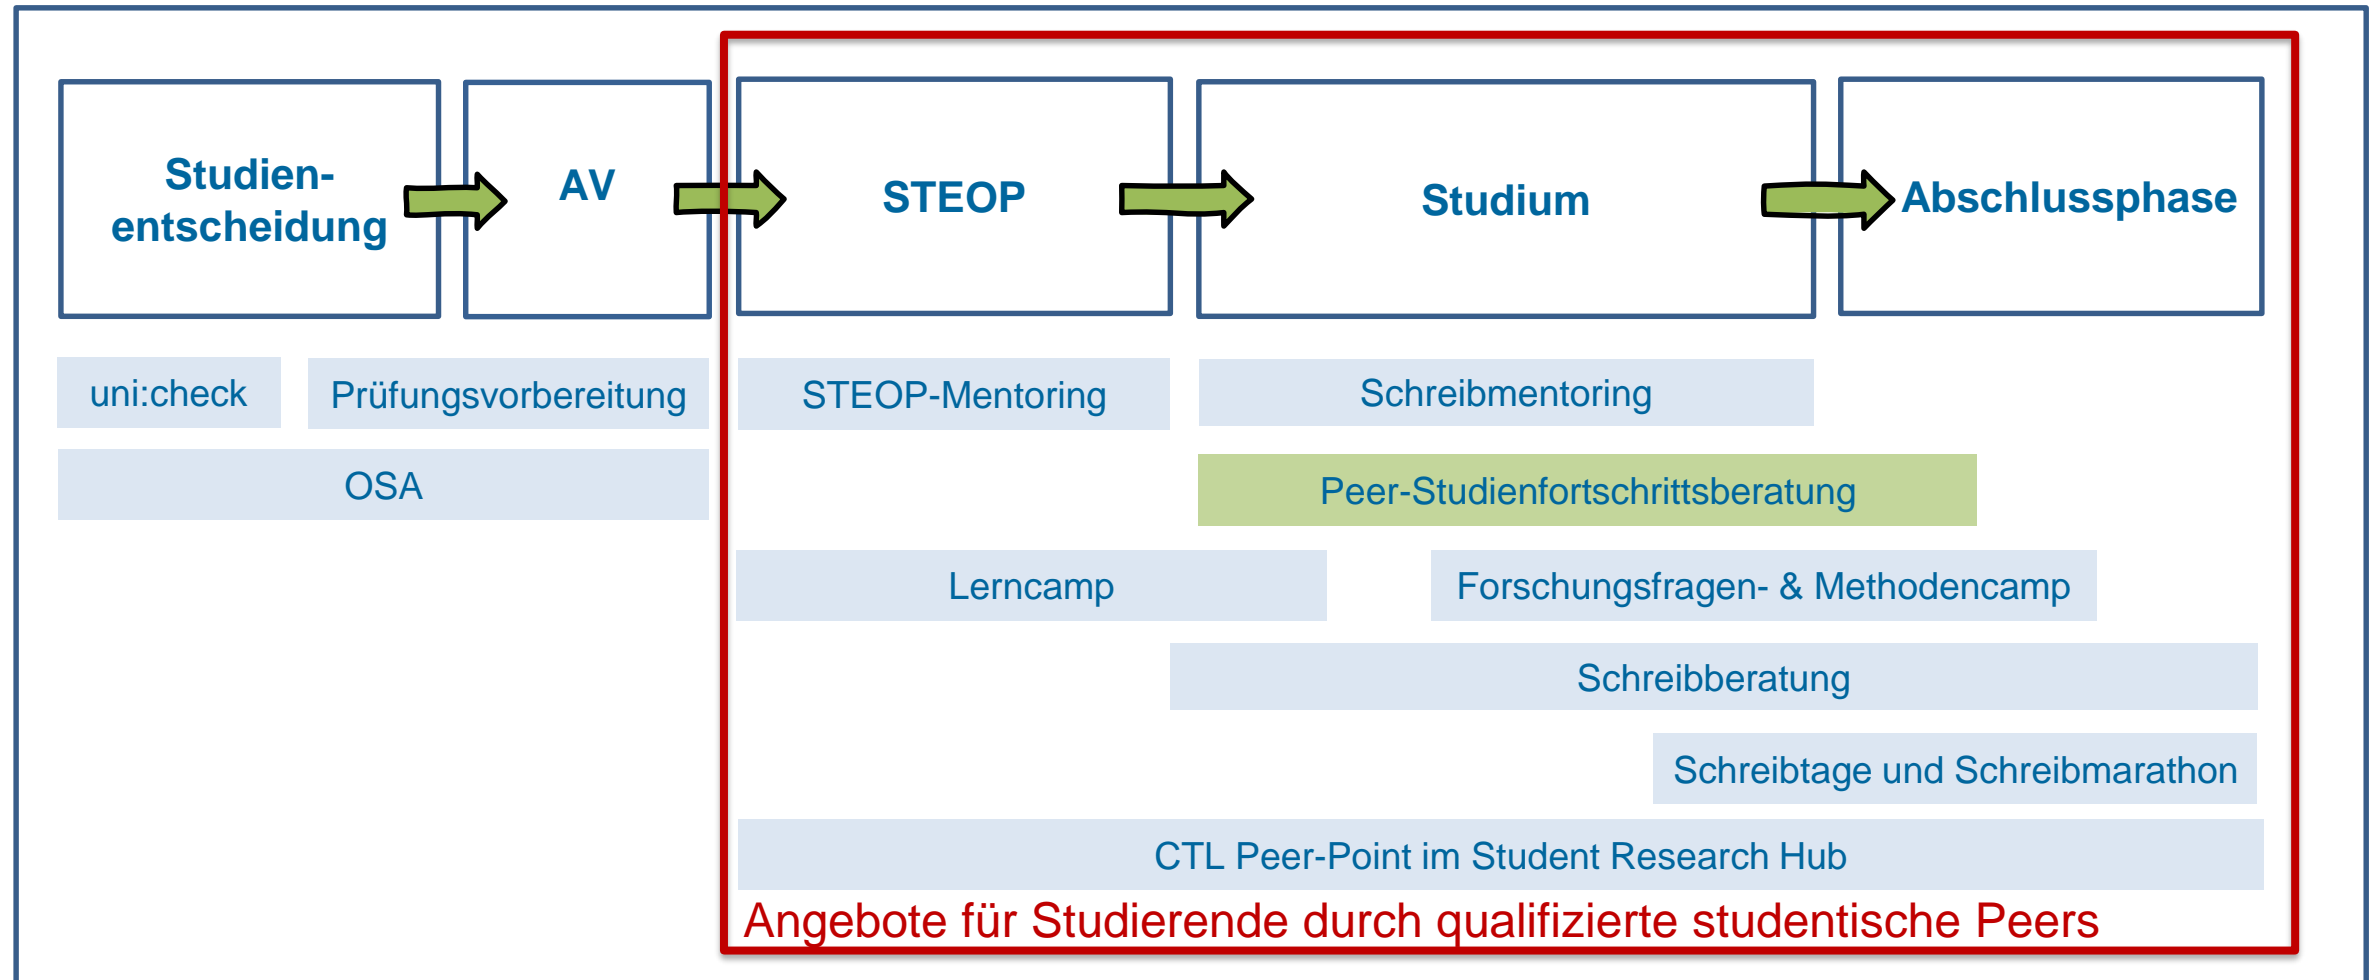 Studien-
entscheidung
AV
STEOP
Studium
Abschlussphase
uni:check
Prüfungsvorbereitung
STEOP-Mentoring
Schreibmentoring
OSA
Peer-Studienfortschrittsberatung
Lerncamp
Forschungsfragen- & Methodencamp
Schreibberatung
Schreibtage und Schreibmarathon
CTL Peer-Point im Student Research Hub
Angebote für Studierende durch qualifizierte studentische Peers